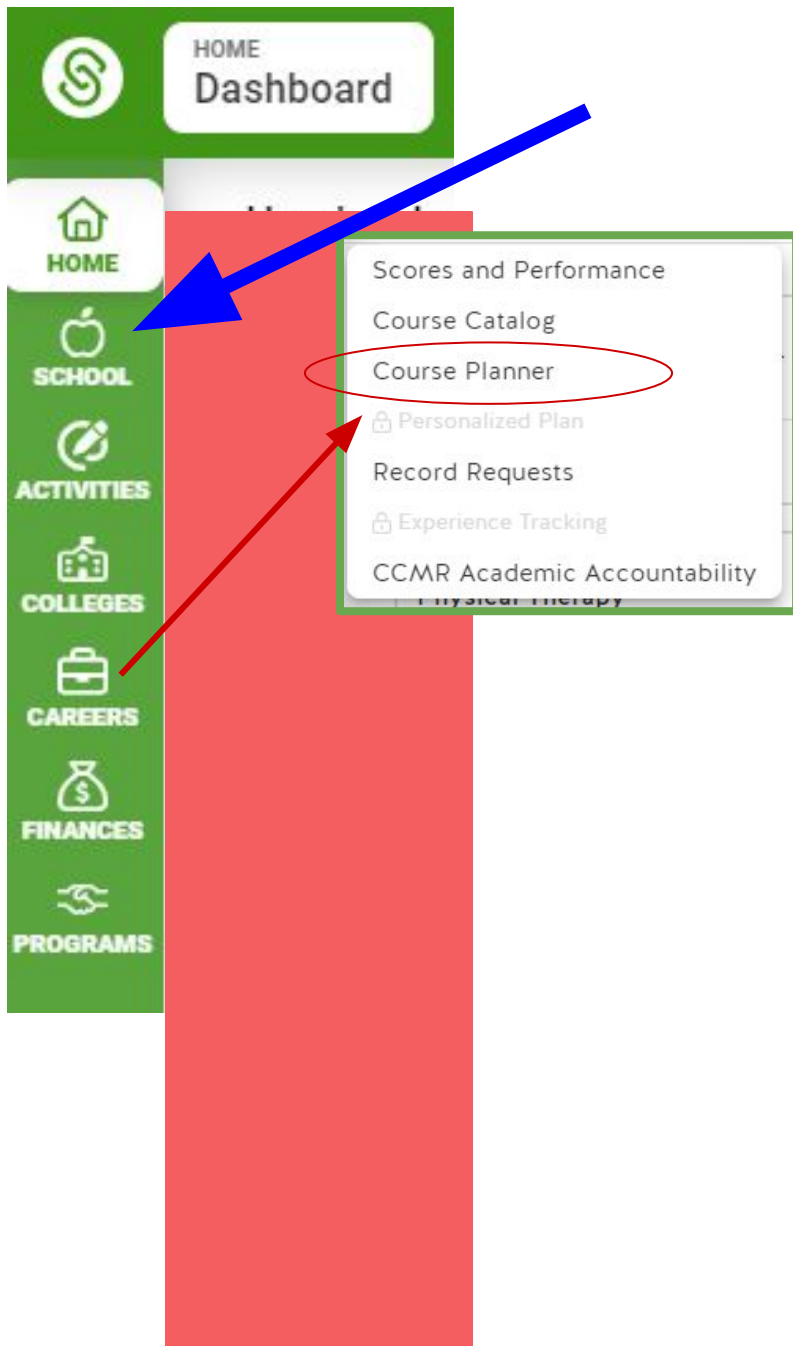 HOME
Dashboard
HOME
SCHOOL
ACTIVITIES
COLLEGES
CAREERS
FINANCES
PROGRAMS
Scores and Performance
Course Catalog
Course Planner
Personalized Plan
Record Requests
Experience Tracking
CCMR Academic Accountability
Physical Therapy